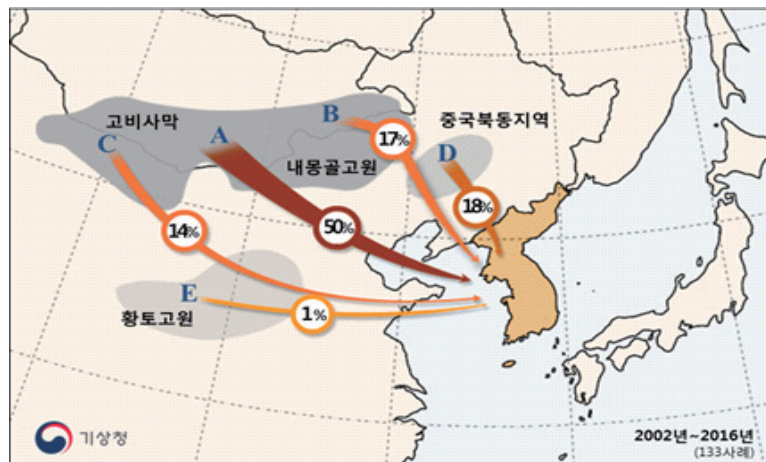 고비사막
B
중국북동지역
C
A
17%
D
내몽골고원
18%
14%
50%
E
1%
황토고원
기상청
2002년~2016년
(133사례)